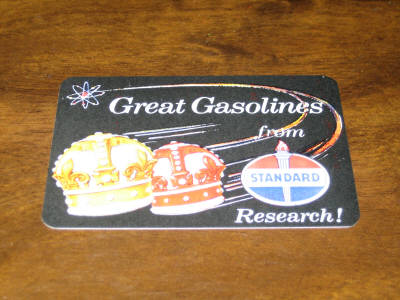 Great Gasolines
from
STANDARD
Research!